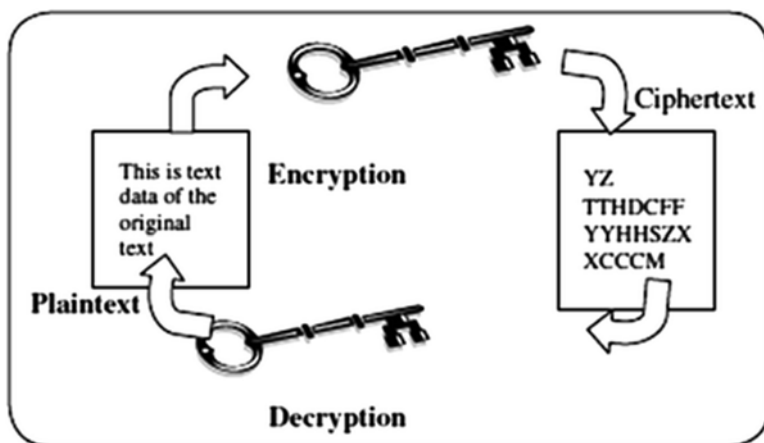 Ciphertext
This is text
data of the
original
text
Encryption
YZ
TTHDCFF
YYHHSZX
XCCCM
Plaintext
Decryption